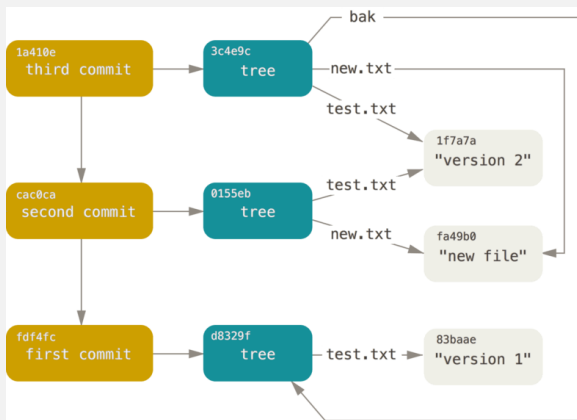 bak
1a410e
third commit
3c4e9c
tree
new.txt
test.txt
1f7a7a
"version 2"
cac0ca
second commit
0155eb
tree
test.txt
new.txt
fa49b0
"new file"
fdf4fc
first commit
d8329f
tree
test.txt
83baae
"version 1"